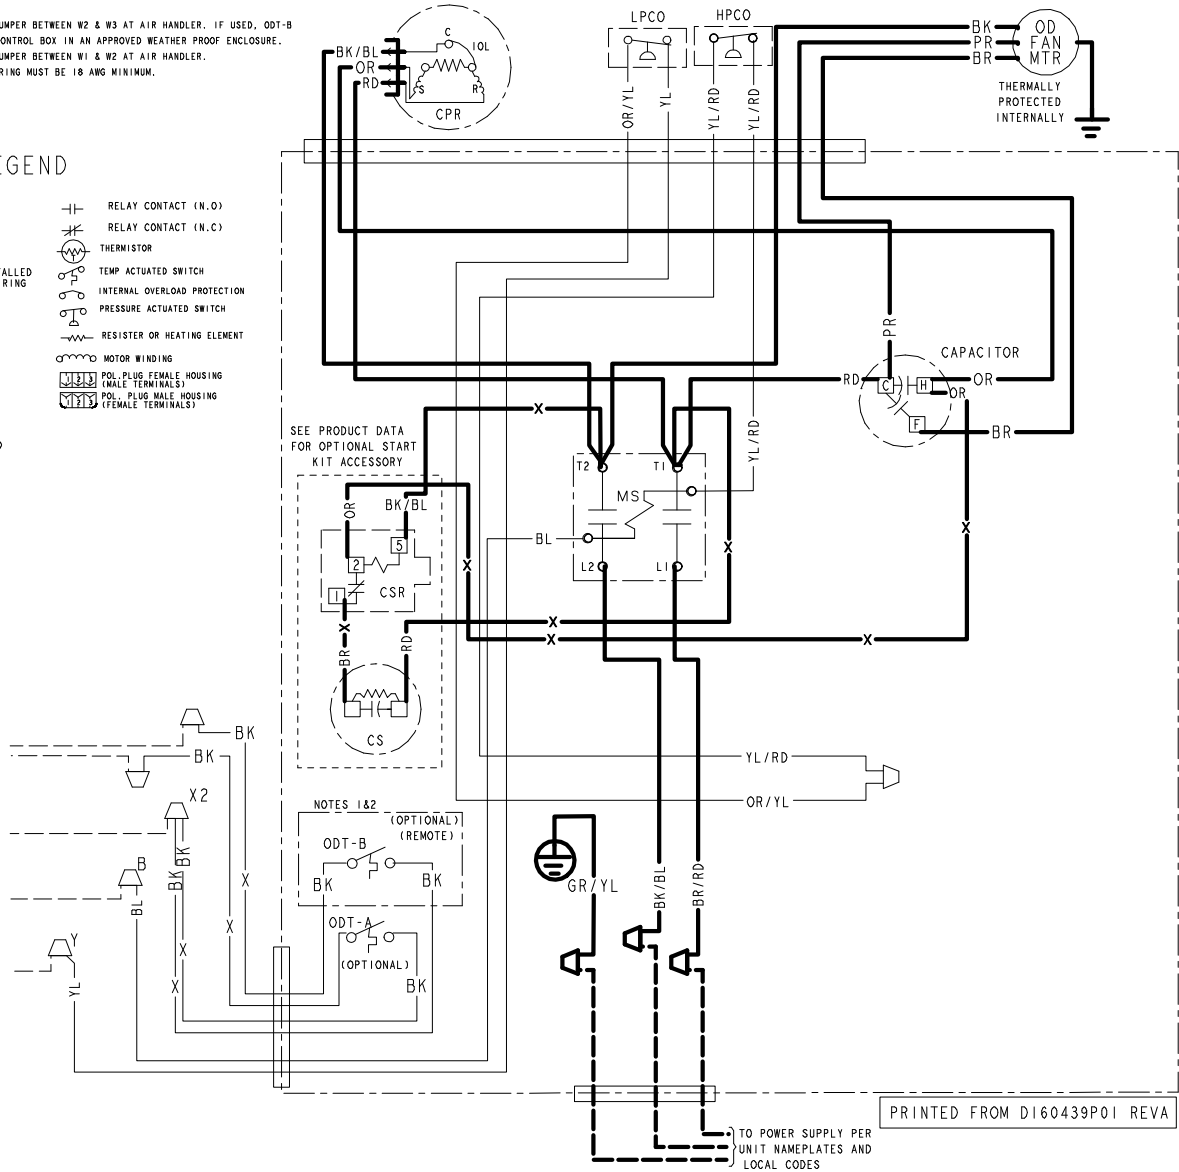 UMPER BETWEEN W2 & W3 AT AIR HANDLER. IF USED, ODT-B
ONTROL BOX IN AN APPROVED WEATHER PROOF ENCLOSURE.
UMPER BETWEEN W1 & W2 AT AIR HANDLER.
RING MUST BE 18 AWG MINIMUM.
EGEND
RELAY CONTACT (N.O)
RELAY CONTACT (N.C)
THERMISTOR
TALLED
RING
TEMP ACTUATED SWITCH
INTERNAL OVERLOAD PROTECTION
PRESSURE ACTUATED SWITCH
RESISTER OR HEATING ELEMENT
MOTOR WINDING
1 2 3
POL.PLUG FEMALE HOUSING
(MALE TERMINALS)
1 2 3
POL. PLUG MALE HOUSING
(FEMALE TERMINALS)
BK/BL
OR
RD
C
IOL
S
R
CPR
LPCO
HPCO
OR/YL
YL
YL/RD
YL/RD
BK
PR
BR
OD
FAN
MTR
THERMALLY
PROTECTED
INTERNALLY
PR
CAPACITOR
RD
C
H
OR
OR
F
BR
X
SEE PRODUCT DATA
FOR OPTIONAL START
KIT ACCESSORY
OR
BK/BL
5
2
1
CSR
X
BR
RD
CS
X
X
X
X
X
X
T2
T1
MS
BL
L2
L1
YL/RD
YL/RD
OR/YL
BK
BK
X2
BK
BK
B
BL
Y
YL
X
X
X
X
NOTES 1&2
(OPTIONAL)
(REMOTE)
ODT-B
BK
BK
ODT-A
(OPTIONAL)
BK
GR/YL
BK/BL
BR/RD
PRINTED FROM D160439P01 REVA
TO POWER SUPPLY PER
UNIT NAMEPLATES AND
LOCAL CODES